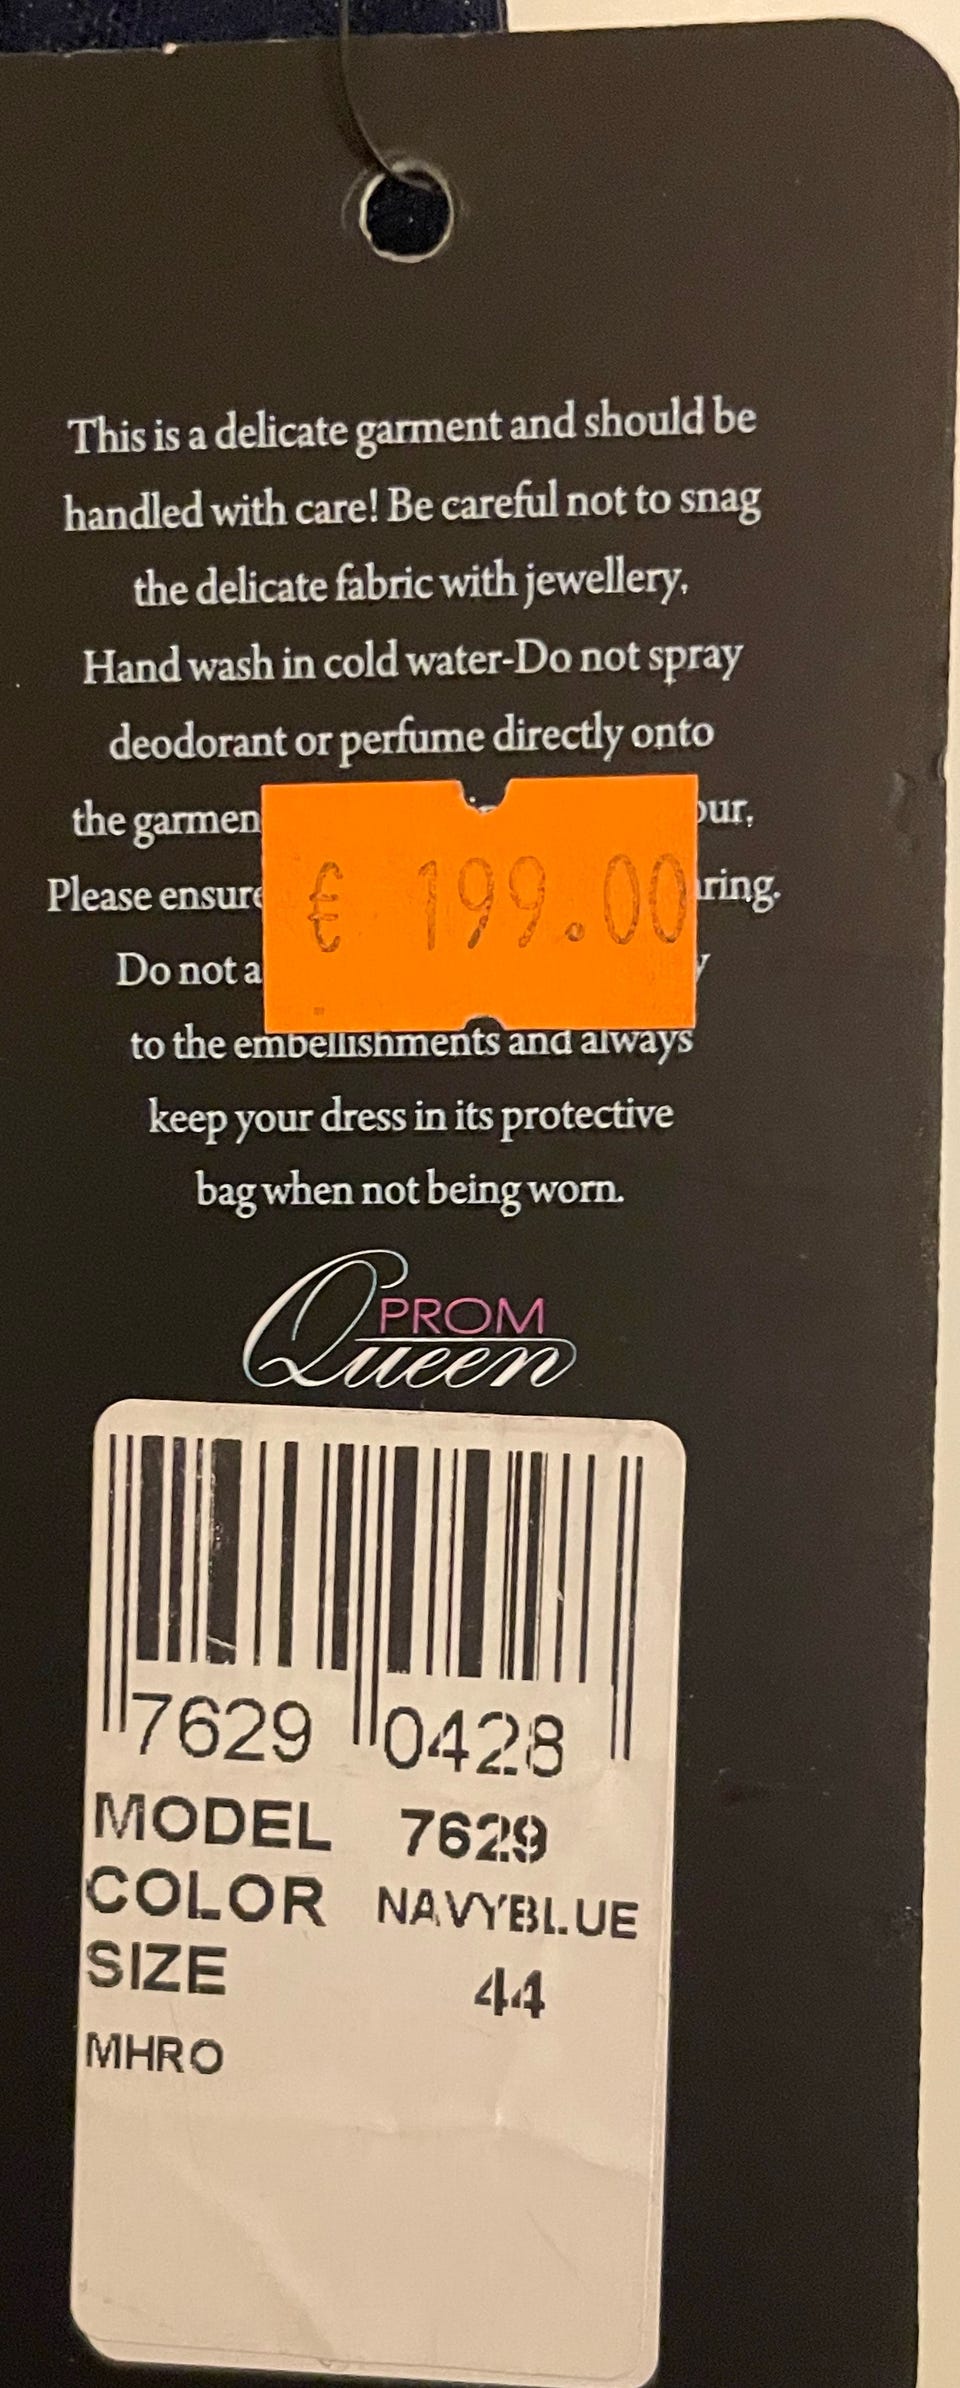 This is a delicate garment and should be
handled with care! Be careful not to snag
the delicate fabric with jewellery.
Hand wash in cold water-Do not spray
deodorant or perfume directly onto
the
Please
€ 199.00
Do not
to the embellishments and always
keep your dress in its protective
bag when not being worn.
PROM
Queen
7629 0428
MODEL 7629
COLOR NAVYBLUE
SIZE 44
MHRO